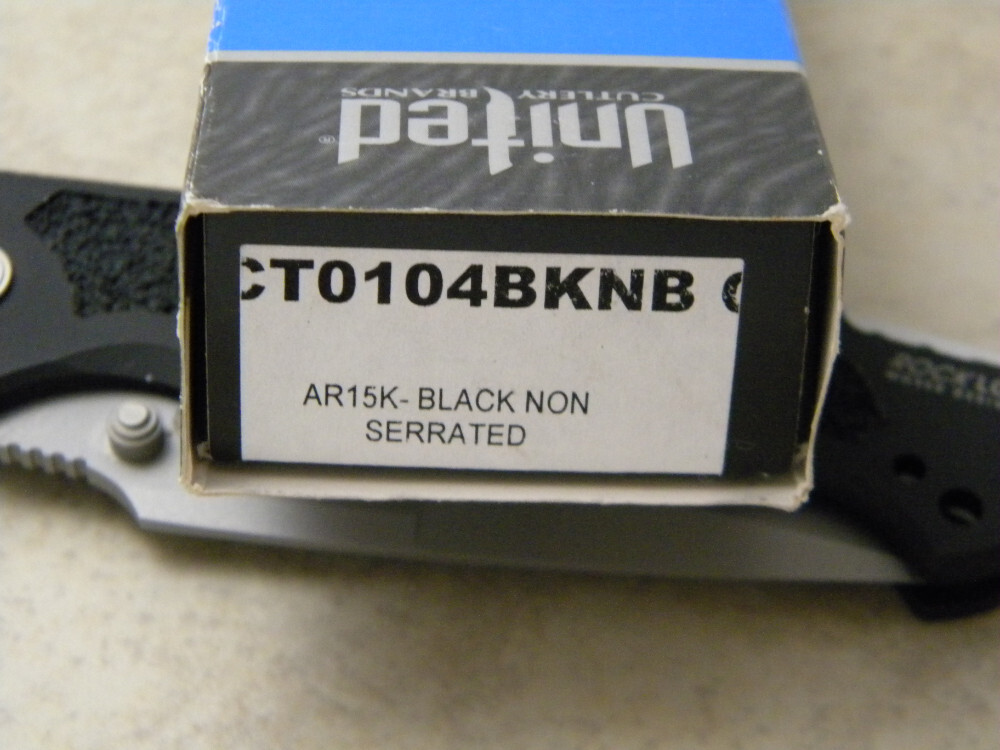 United®
CUTLERY BRANDS
CT0104BKNB
AR15K- BLACK NON
SERRATED